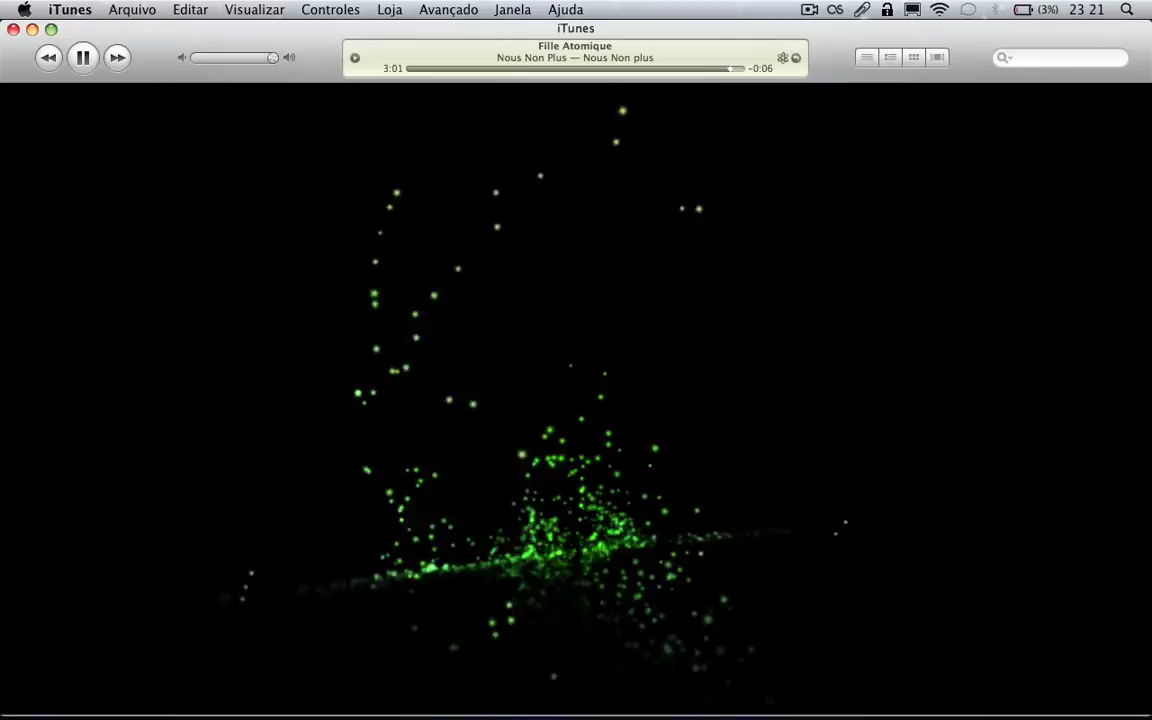 iTunes Arquivo Editar Visualizar Controles Loja Avançado Janela Ajuda (3%) 23 21
iTunes
Fille Atomique
Nous Non Plus — Nous Non plus
3:01 -0:06